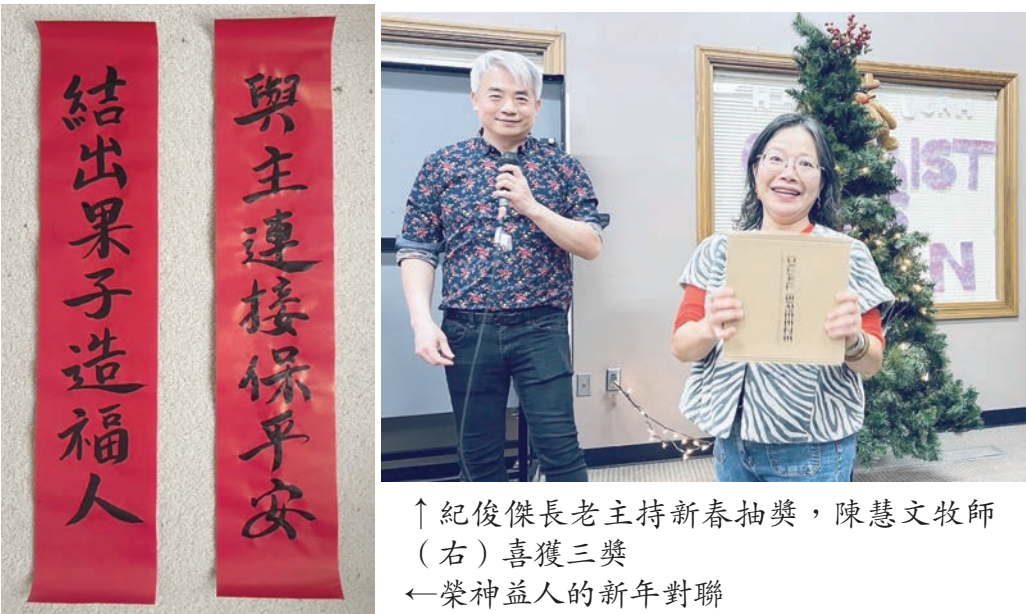 與主連接保平安
結出果子造福人
IST
N
↑紀俊傑長老主持新春抽獎，陳慧文牧師
（右）喜獲三獎
←榮神益人的新年對聯